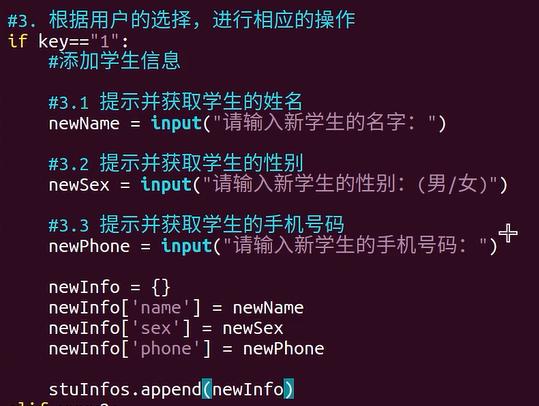 #3. 根据用户的选择，进行相应的操作
if key=="1":
    #添加学生信息
    #3.1 提示并获取学生的姓名
    newName = input("请输入新学生的名字：")
    #3.2 提示并获取学生的性别
    newSex = input("请输入新学生的性别：(男/女)")
    #3.3 提示并获取学生的手机号码
    newPhone = input("请输入新学生的手机号码：")
    newInfo = {}
    newInfo['name'] = newName
    newInfo['sex'] = newSex
    newInfo['phone'] = newPhone
    stuInfos.append(newInfo)